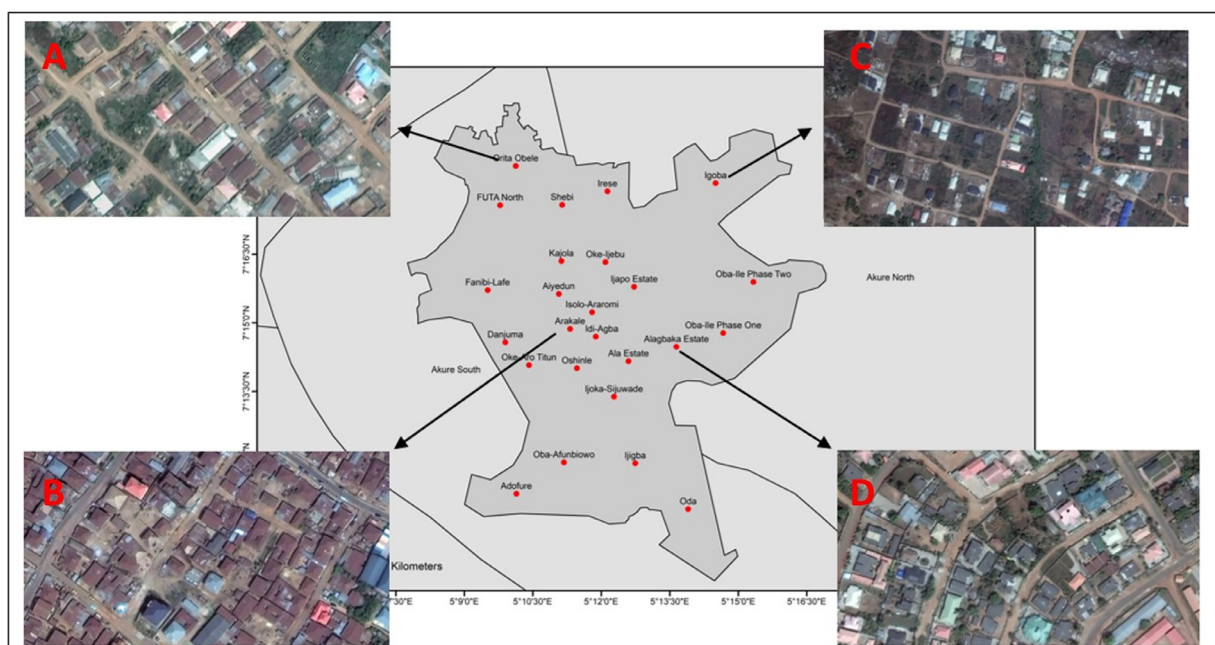 A
C
Orita Obele
Igoba
Irese
FUTA North
Shebi
7°16'30"N
Kajola
Oke-Ijebu
Oba-Ile Phase Two
Akure North
Ijapo Estate
Fanibi-Lafe
Aiyedun
Isolo-Araromi
7°15'0"N
Arakale
Idi-Agba
Oba-Ile Phase One
Danjuma
Alagbaka Estate
Oke-Aro Titun
Oshinle
Ala Estate
Akure South
7°13'30"N
Ijoka-Sijuwade
Oba-Afunbiowo
Ijigba
B
D
Adofure
Oda
Kilometers
5°9'0"E
5°10'30"E
5°12'0"E
5°13'30"E
5°15'0"E
5°16'30"E